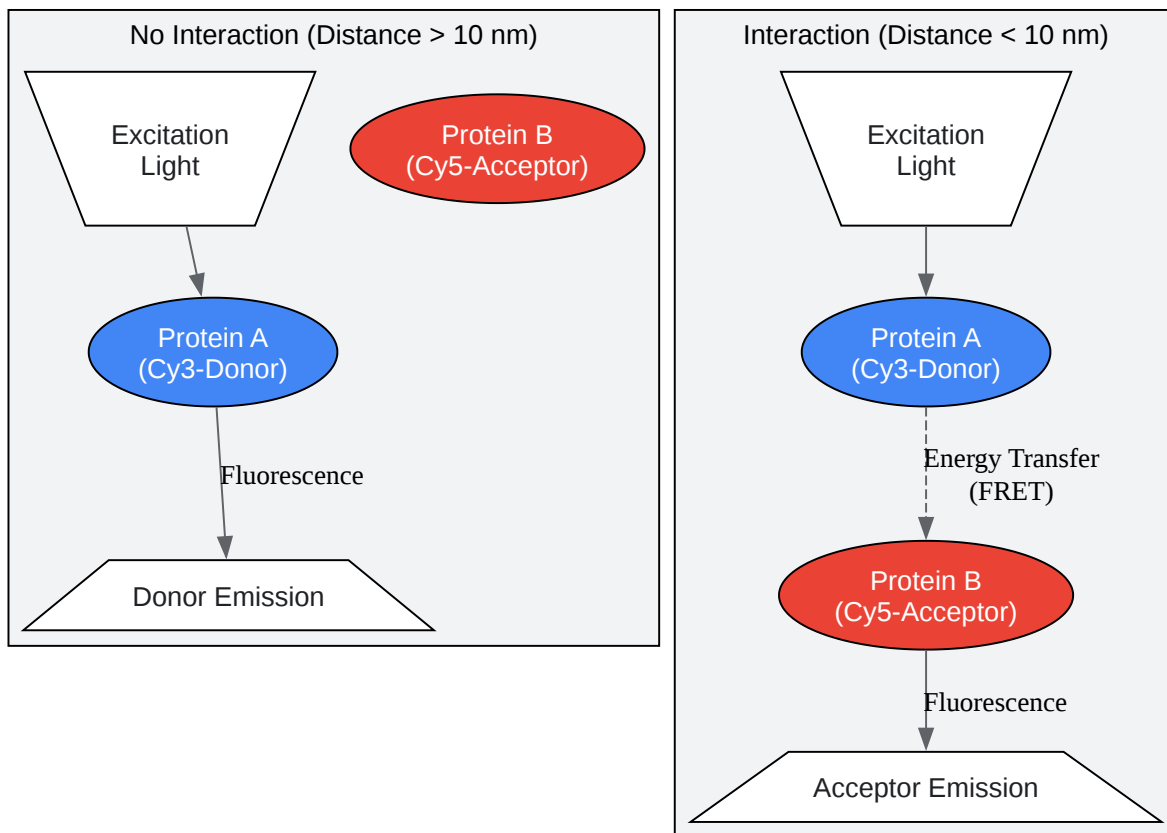 No Interaction (Distance > 10 nm)
Excitation
Light
Protein B
(Cy5-Acceptor)
Protein A
(Cy3-Donor)
Fluorescence
Donor Emission
Interaction (Distance < 10 nm)
Excitation
Light
Protein A
(Cy3-Donor)
Energy Transfer
(FRET)
Protein B
(Cy5-Acceptor)
Fluorescence
Acceptor Emission